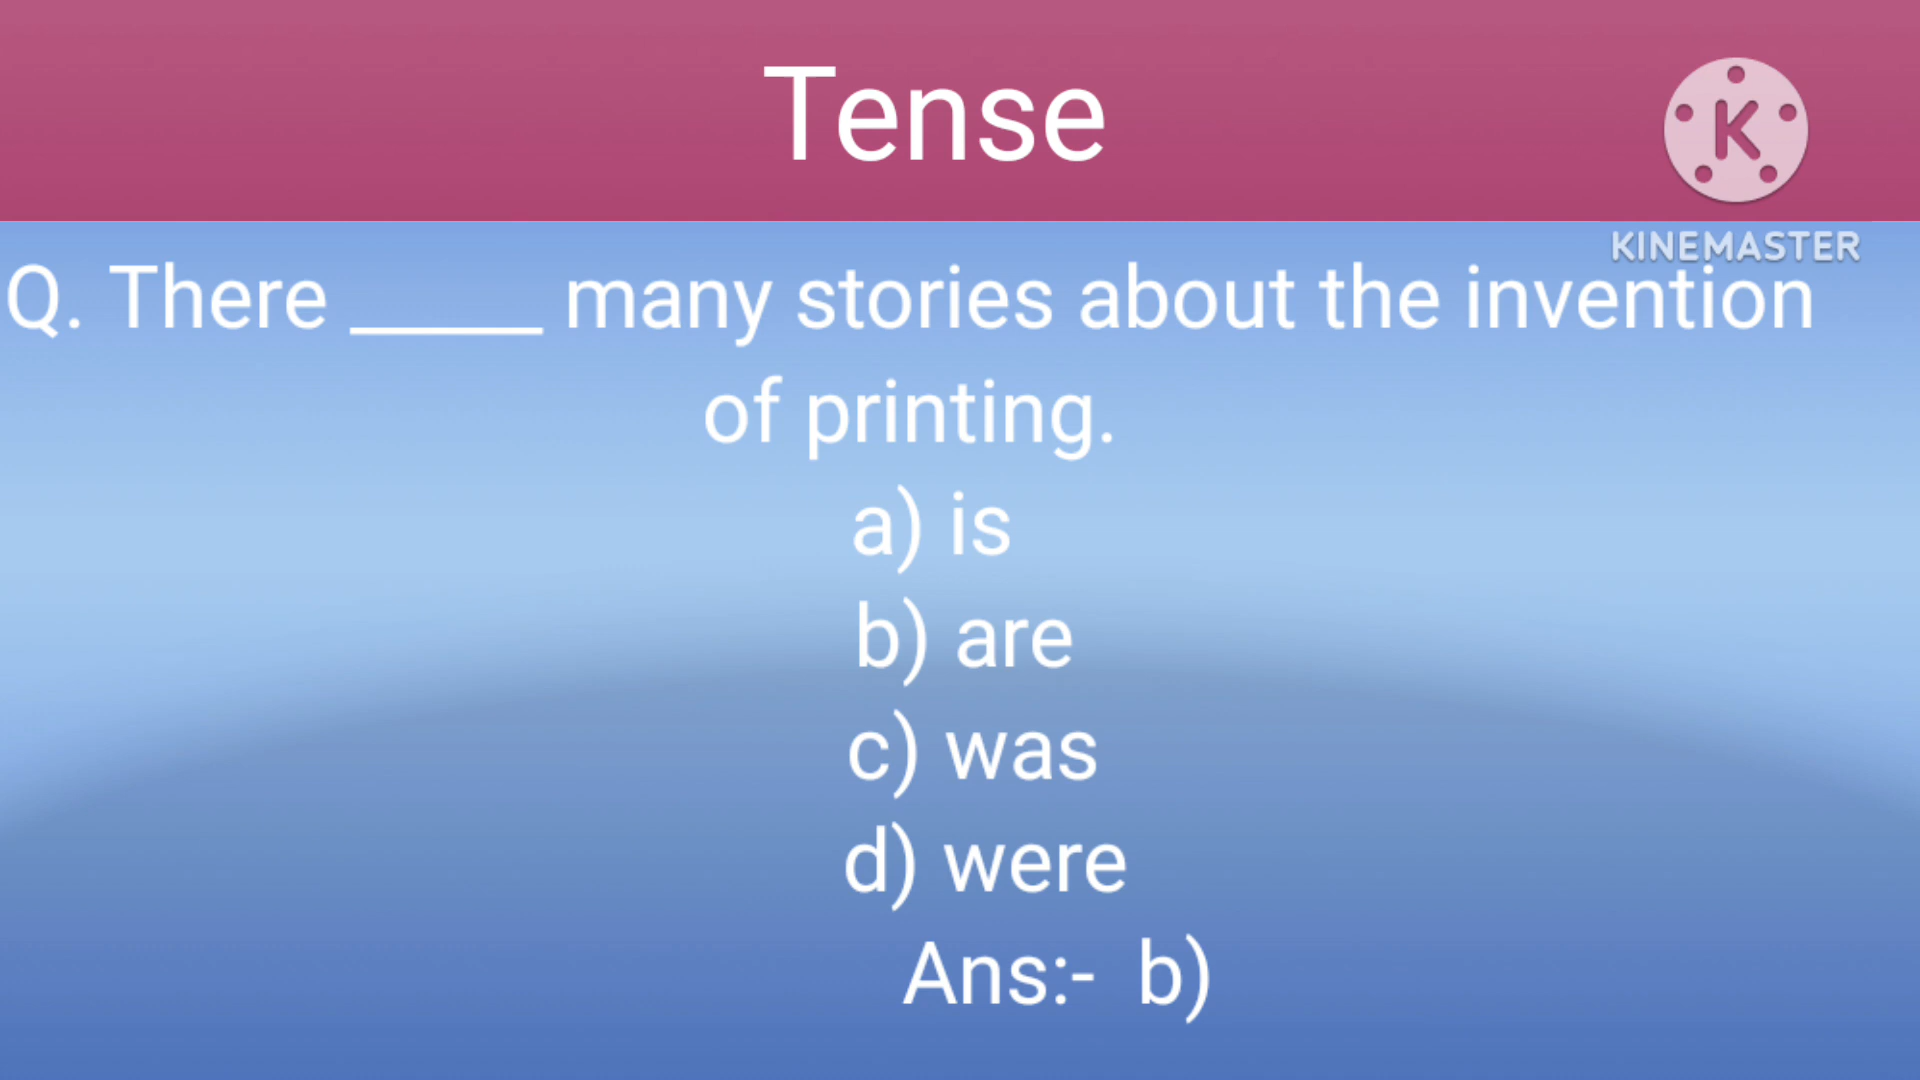 Tense
K
KINEMASTER
Q. There _____ many stories about the invention
of printing.
a) is
b) are
c) was
d) were
Ans:- b)